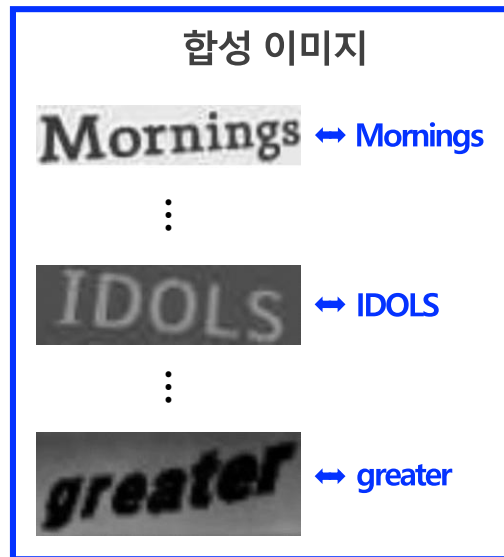 합성 이미지
Mornings ↔ Mornings
⋮
IDOLS ↔ IDOLS
⋮
greater ↔ greater